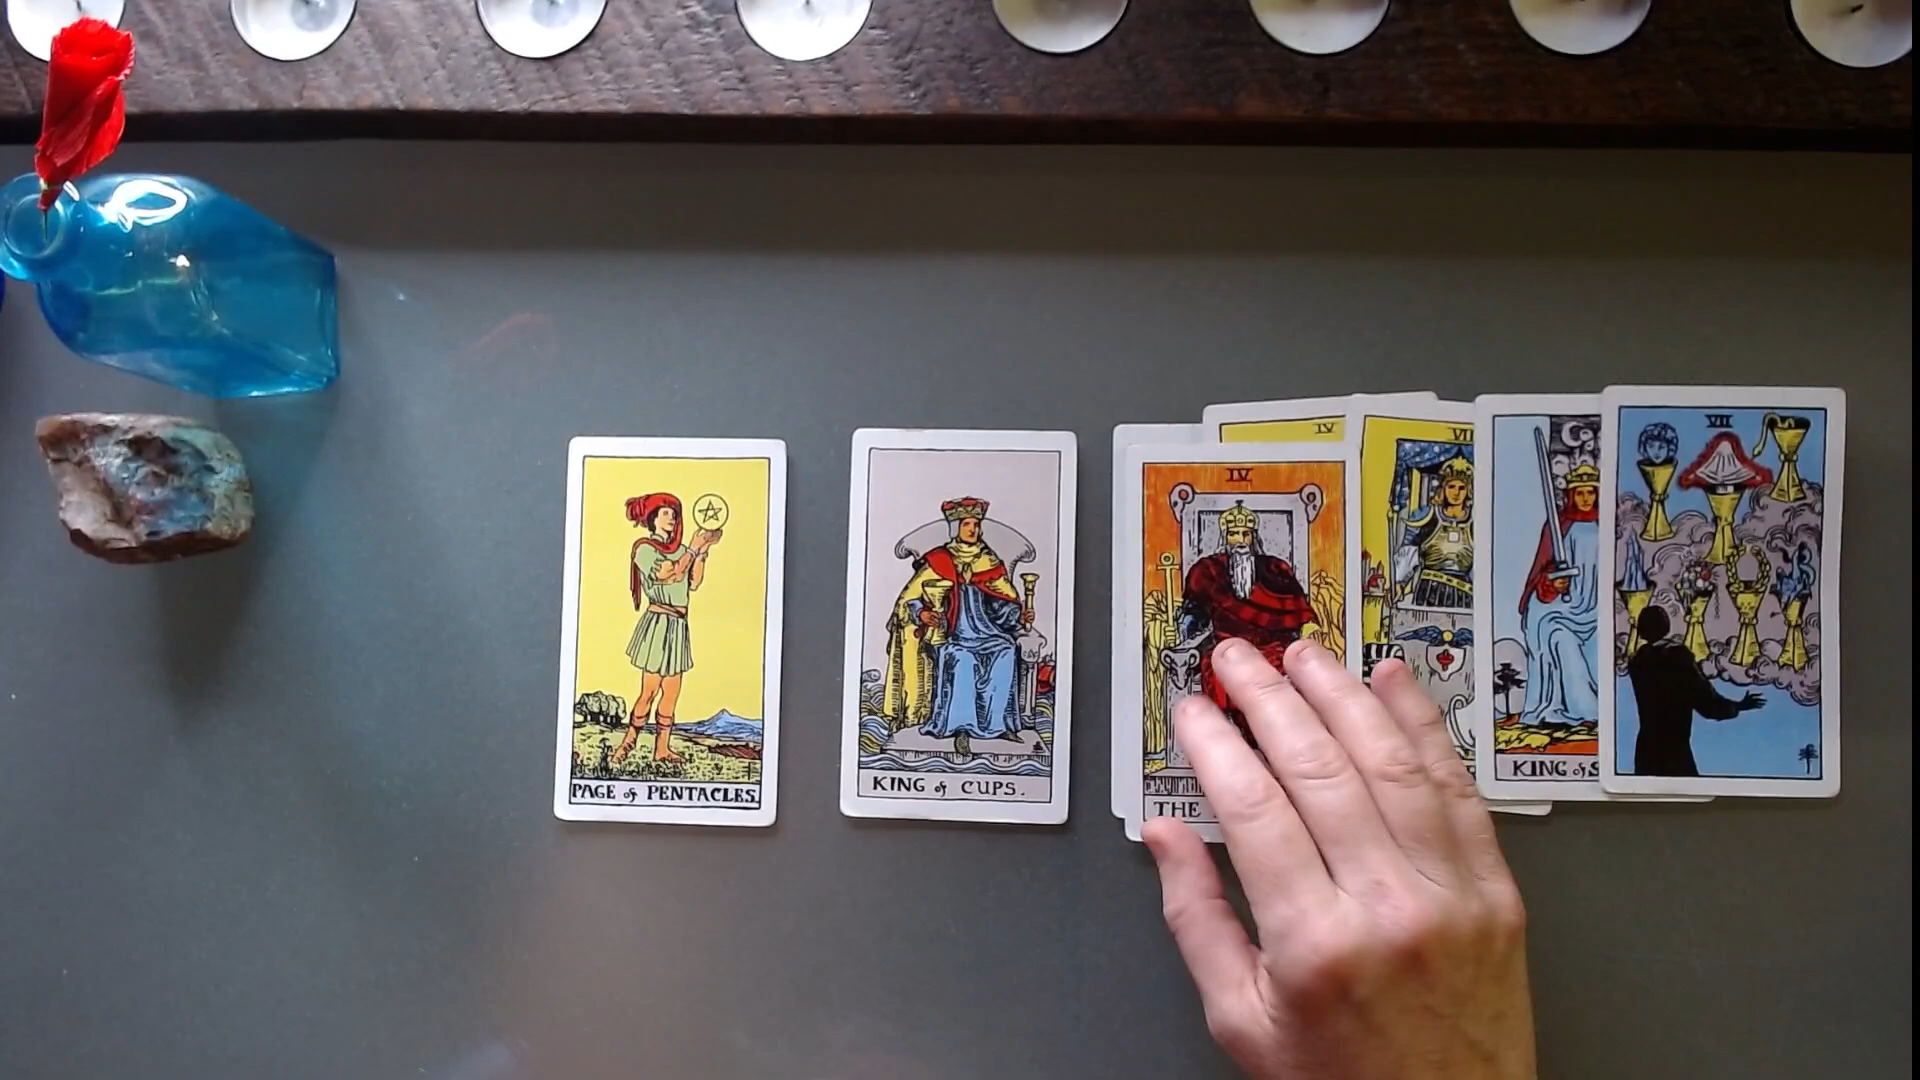 PAGE of PENTACLES.
KING of CUPS.
IV
IV
THE
VII
KING of S
VII